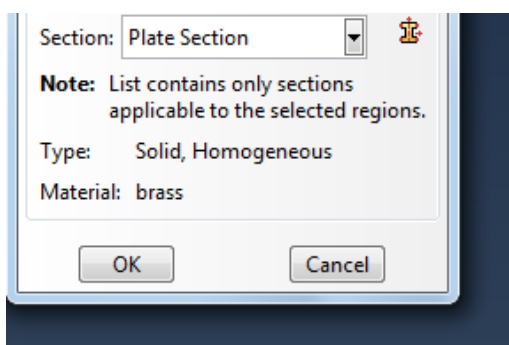 Section: Plate Section
Note: List contains only sections
applicable to the selected regions.
Type: Solid, Homogeneous
Material: brass
OK Cancel